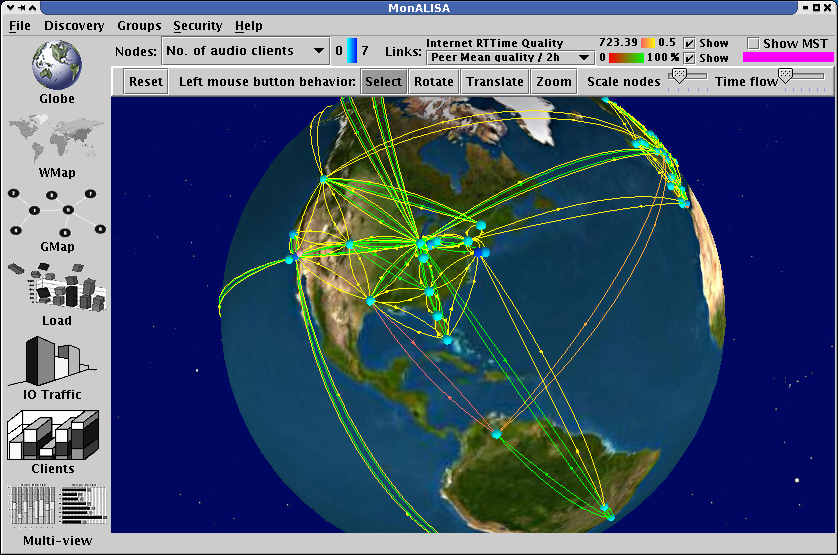 MonALISA
File Discovery Groups Security Help
Nodes: No. of audio clients 0 7 Links: Internet RTTime Quality 723.39 0.5 Show Show MST
Peer Mean quality / 2h 0 100 % Show
Reset Left mouse button behavior: Select Rotate Translate Zoom Scale nodes Time flow
Globe
WMap
GMap
Load
IO Traffic
Clients
Multi-view